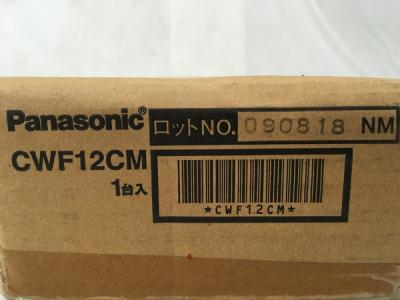 Panasonic® ロットNO. 090818 NM
CWF12CM
1台入
*CWF12CM*